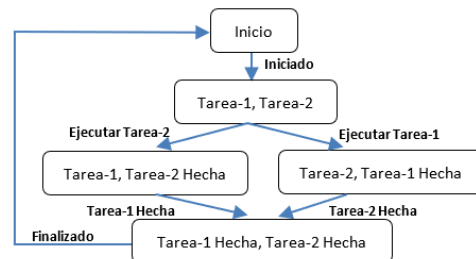 Inicio
Iniciado
Tarea-1, Tarea-2
Ejecutar Tarea-2
Ejecutar Tarea-1
Tarea-1, Tarea-2 Hecha
Tarea-2, Tarea-1 Hecha
Tarea-1 Hecha
Tarea-2 Hecha
Finalizado
Tarea-1 Hecha, Tarea-2 Hecha